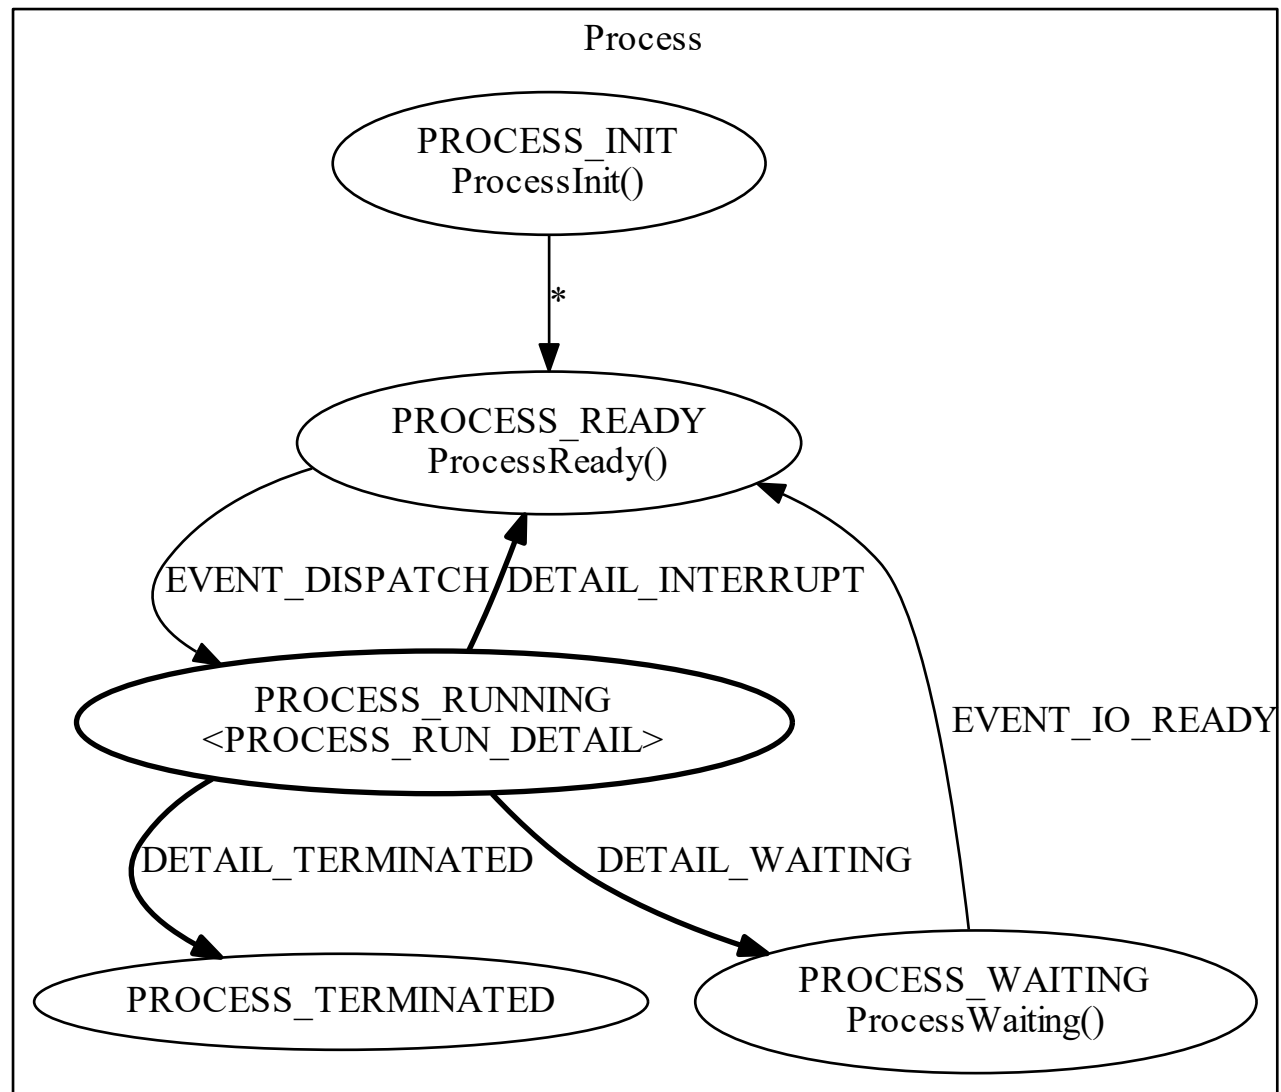 Process
PROCESS_INIT
ProcessInit()
*
PROCESS_READY
ProcessReady()
EVENT_DISPATCH
DETAIL_INTERRUPT
PROCESS_RUNNING
<PROCESS_RUN_DETAIL>
EVENT_IO_READY
DETAIL_TERMINATED
DETAIL_WAITING
PROCESS_TERMINATED
PROCESS_WAITING
ProcessWaiting()